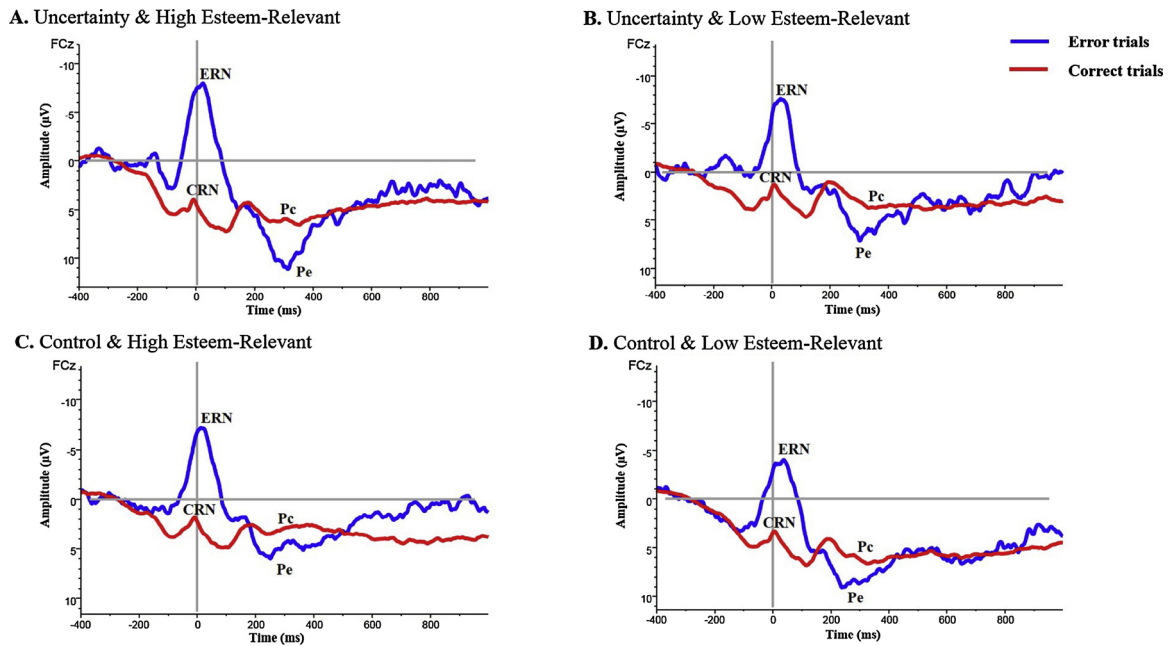 A. Uncertainty & High Esteem-Relevant
FCz
-10
-5
0
5
10
Amplitude (µV)
ERN
CRN
Pc
Pe
-400 -200 0 200 400 600 800
Time (ms)
B. Uncertainty & Low Esteem-Relevant
FCz
-10
-5
0
5
10
Amplitude (µV)
ERN
CRN
Pc
Pe
-400 -200 0 200 400 600 800
Time (ms)
Error trials
Correct trials
C. Control & High Esteem-Relevant
FCz
-10
-5
0
5
10
Amplitude (µV)
ERN
CRN
Pc
Pe
-400 -200 0 200 400 600 800
Time (ms)
D. Control & Low Esteem-Relevant
FCz
-10
-5
0
5
10
Amplitude (µV)
ERN
CRN
Pc
Pe
-400 -200 0 200 400 600 800
Time (ms)